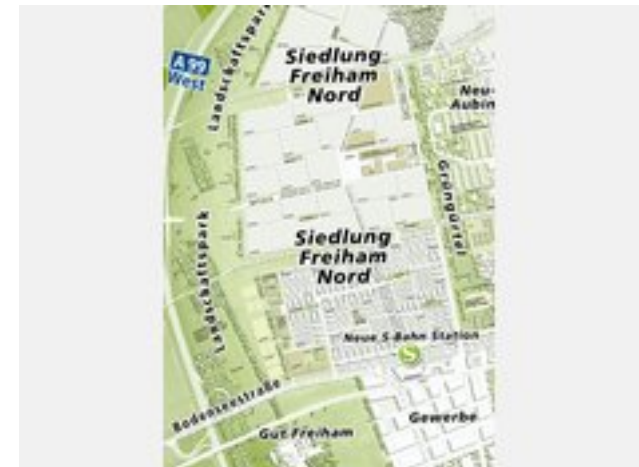 A 99
West
Landschaftspark
Siedlung
Freiham
Nord
Neu-
Aubin
Grüngürtel
Landschaftspark
Siedlung
Freiham
Nord
Neue S-Bahn Station
S
Bodenseestraße
Gut Freiham
Gewerbe